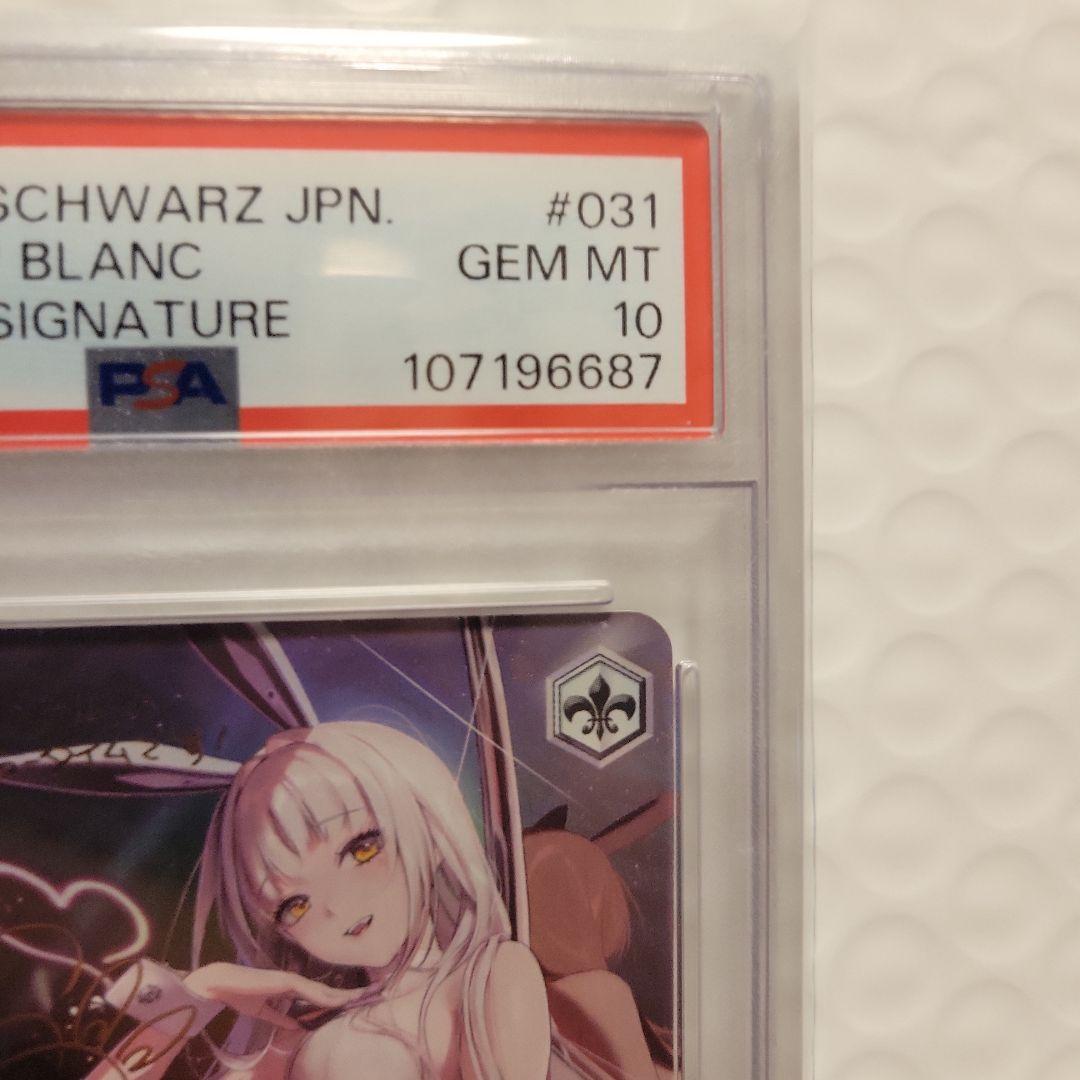 SCHWARZ JPN. #031
BLANC GEM MT
SIGNATURE 10
PSA 107196687